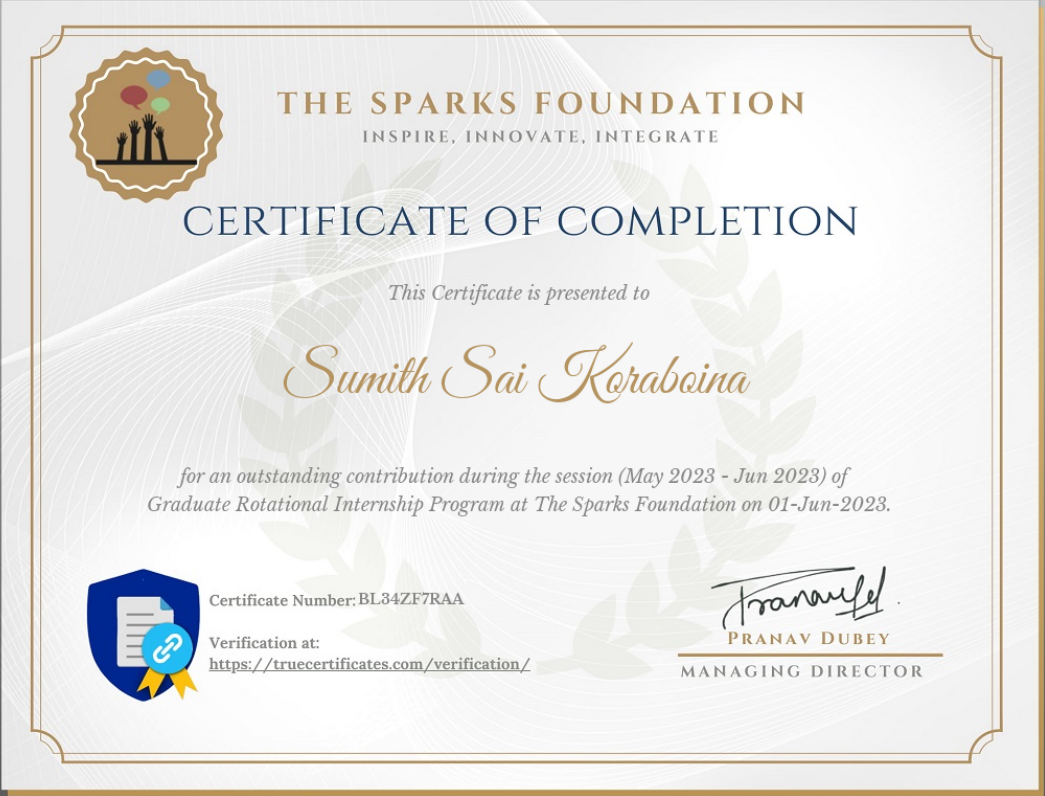 THE SPARKS FOUNDATION
INSPIRE, INNOVATE, INTEGRATE
CERTIFICATE OF COMPLETION
This Certificate is presented to
Sumith Sai Koraboina
for an outstanding contribution during the session (May 2023 - Jun 2023) of
Graduate Rotational Internship Program at The Sparks Foundation on 01-Jun-2023.
Certificate Number: BL34ZF7RAA
Verification at:
https://truecertificates.com/verification/
PRANAV DUBEY
MANAGING DIRECTOR